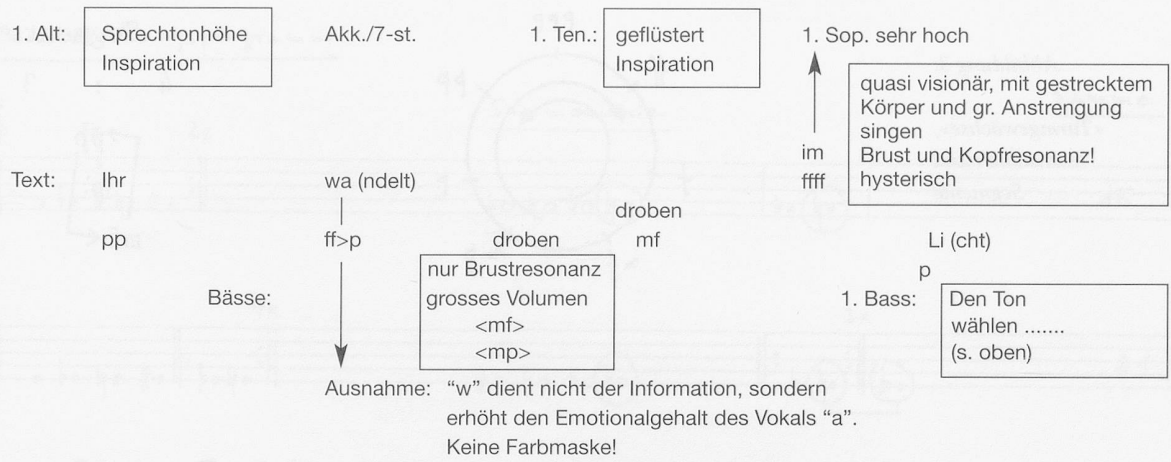 1. Alt: Sprechtonhöhe Akk./7-st. 1. Ten.: geflüstert 1. Sop. sehr hoch
Inspiration Inspiration
quasi visionär, mit gestrecktem
Körper und gr. Anstrengung
singen
im Brust und Kopfresonanz!
Text: Ihr wa (ndelt) ffff hysterisch
droben
pp ff>p droben mf Li (cht)
nur Brustresonanz p
Bässe: grosses Volumen 1. Bass: Den Ton
<mf> wählen .......
<mp> (s. oben)
Ausnahme: "w" dient nicht der Information, sondern
erhöht den Emotionalgehalt des Vokals "a".
Keine Farbmaske!